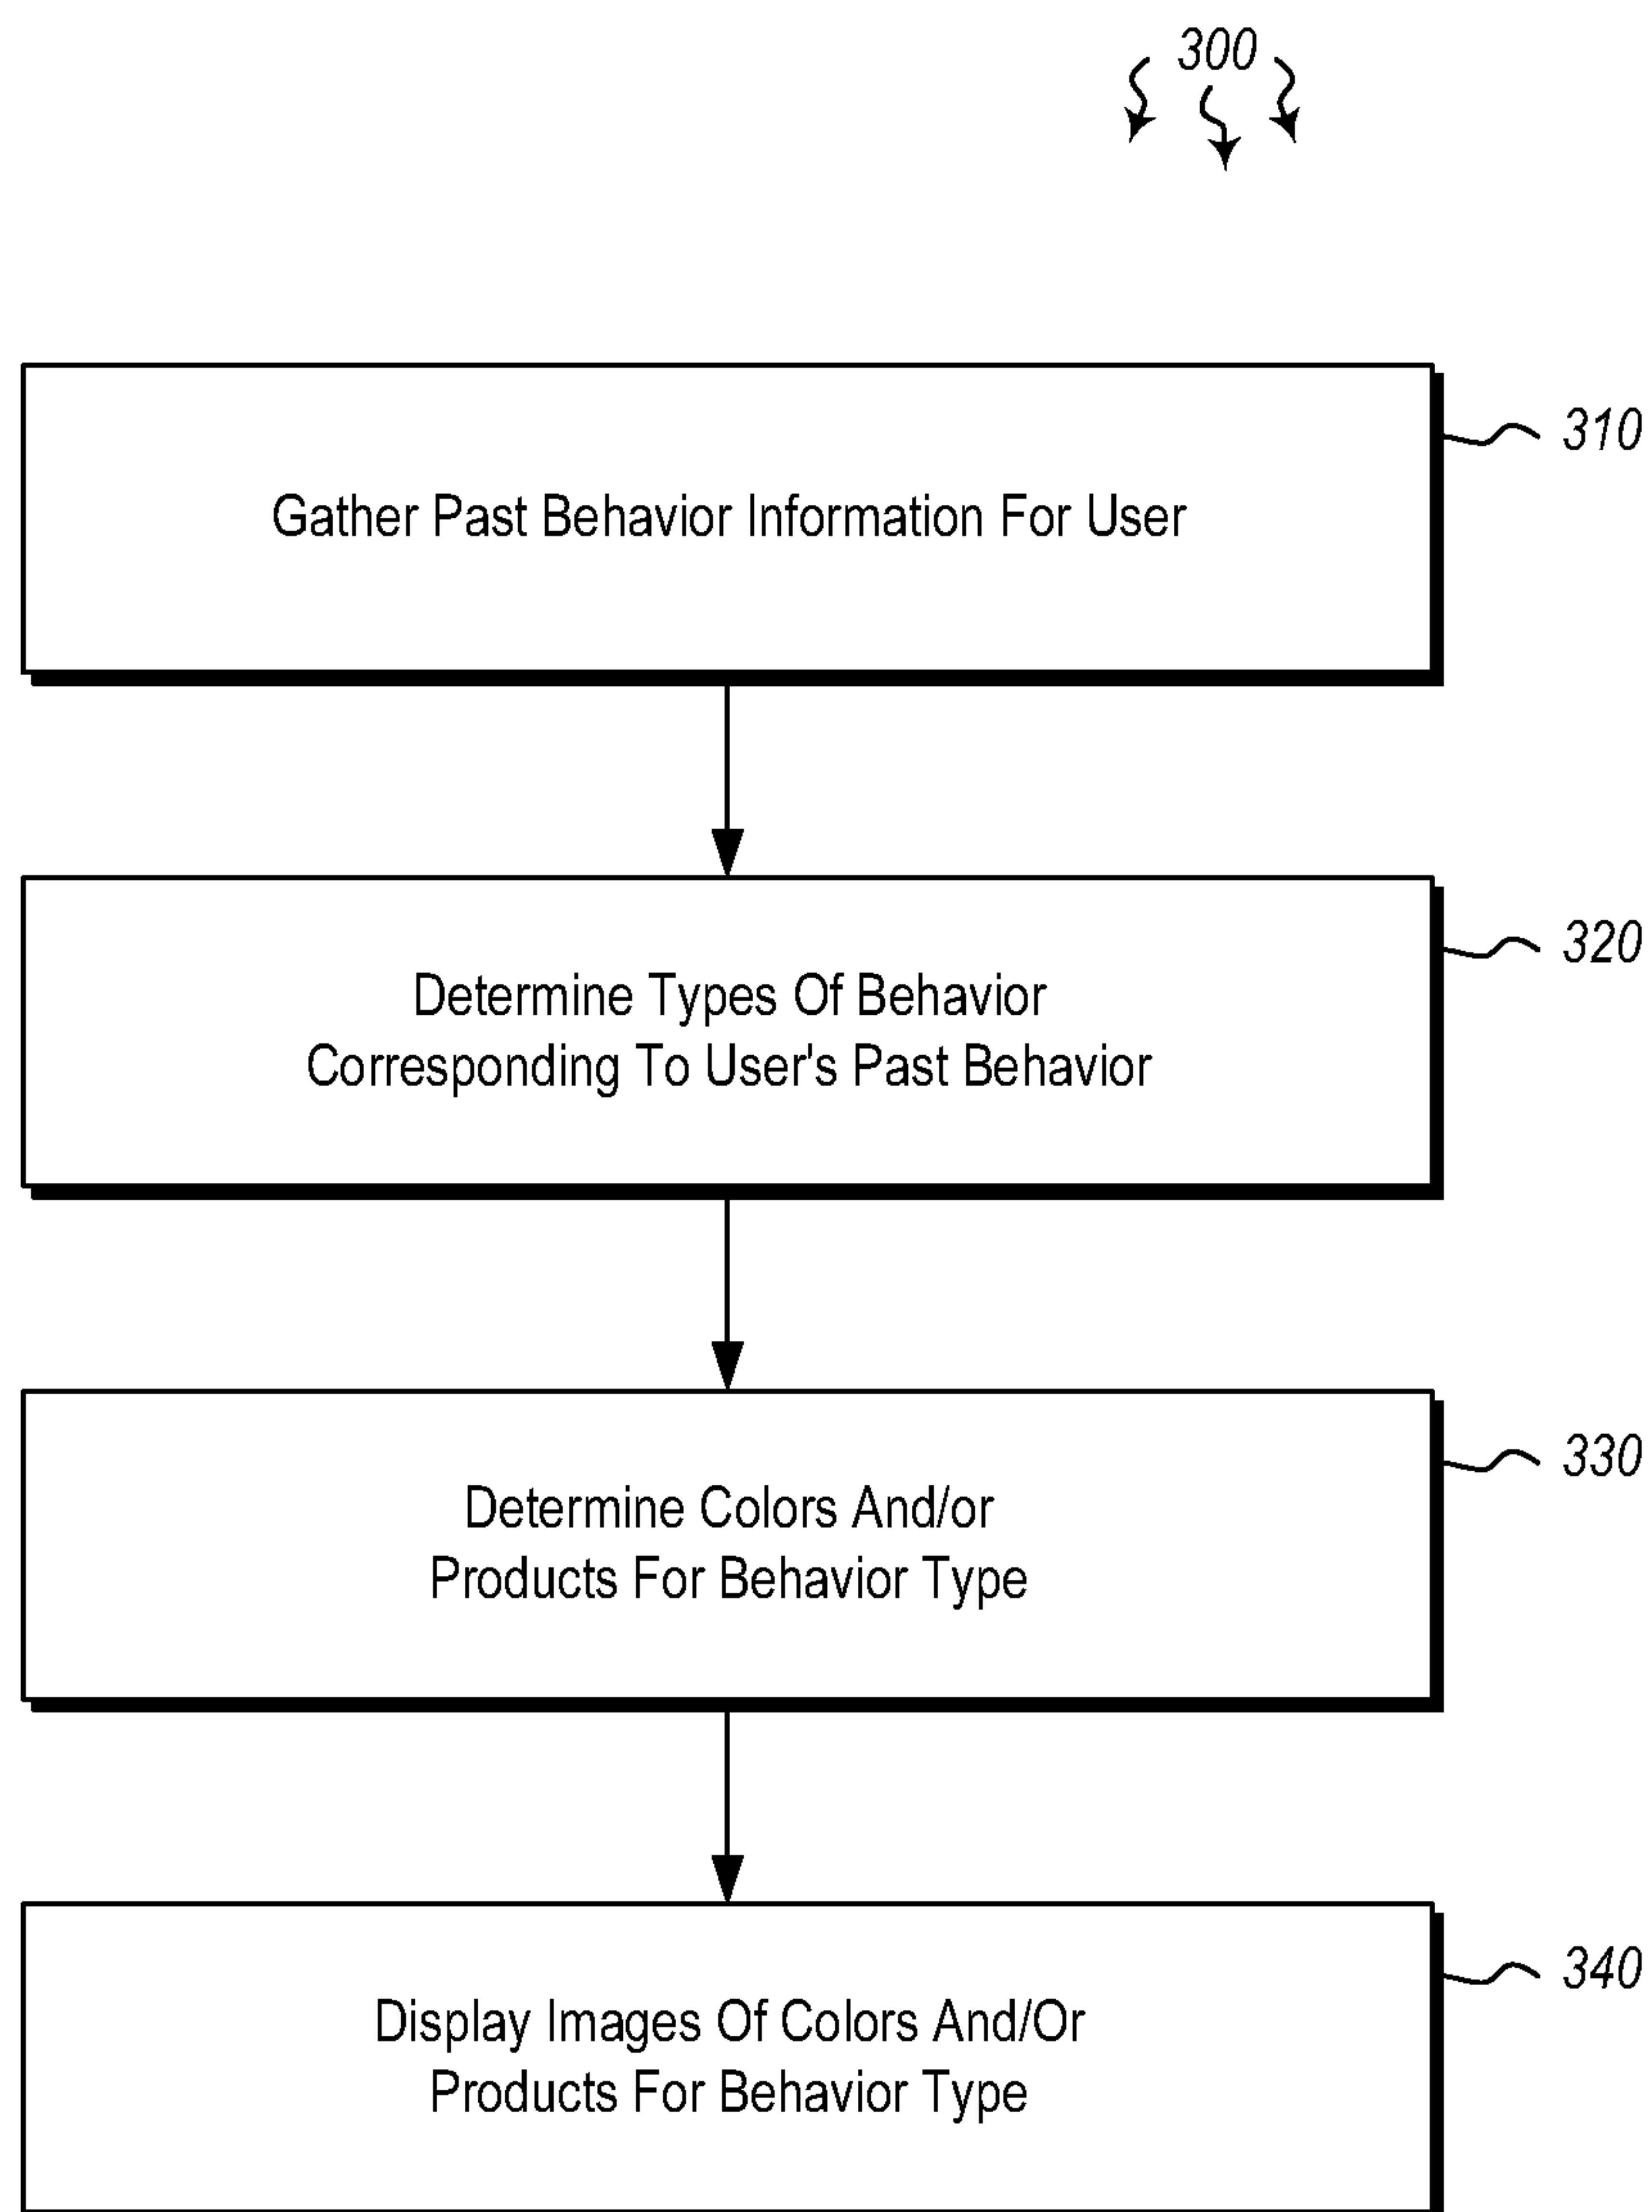 300
310
Gather Past Behavior Information For User
320
Determine Types Of Behavior
Corresponding To User's Past Behavior
330
Determine Colors And/or
Products For Behavior Type
340
Display Images Of Colors And/Or
Products For Behavior Type